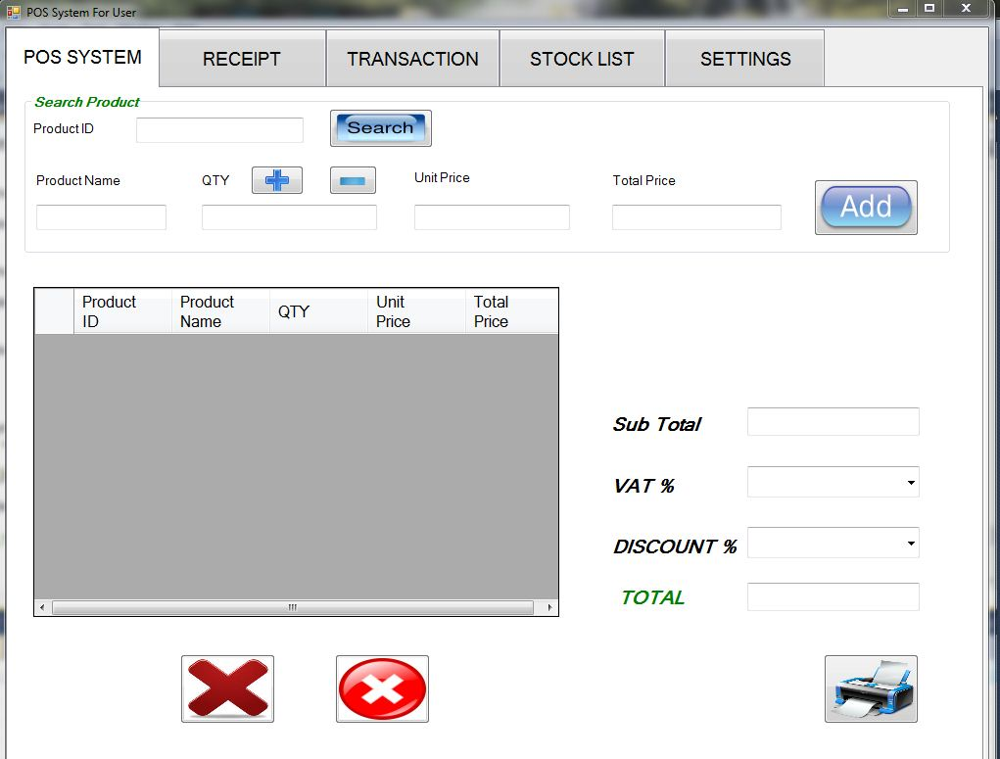 POS System For User
POS SYSTEM
RECEIPT
TRANSACTION
STOCK LIST
SETTINGS
Search Product
Product ID
Search
Product Name
QTY
Unit Price
Total Price
Add
Product ID
Product Name
QTY
Unit Price
Total Price
Sub Total
VAT %
DISCOUNT %
TOTAL